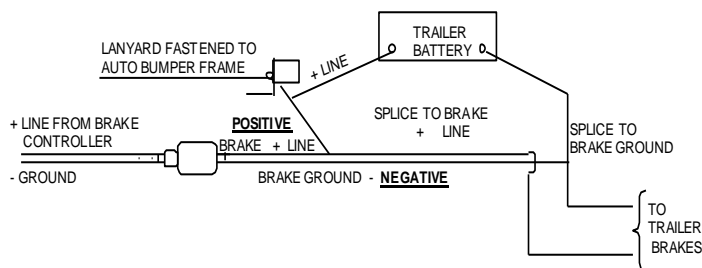 TRAILER
BATTERY
LANYARD FASTENED TO
AUTO BUMPER FRAME
+ LINE
+ LINE FROM BRAKE
CONTROLLER
POSITIVE
BRAKE + LINE
SPLICE TO BRAKE
+ LINE
SPLICE TO
BRAKE GROUND
- GROUND
BRAKE GROUND - NEGATIVE
TO
TRAILER
BRAKES